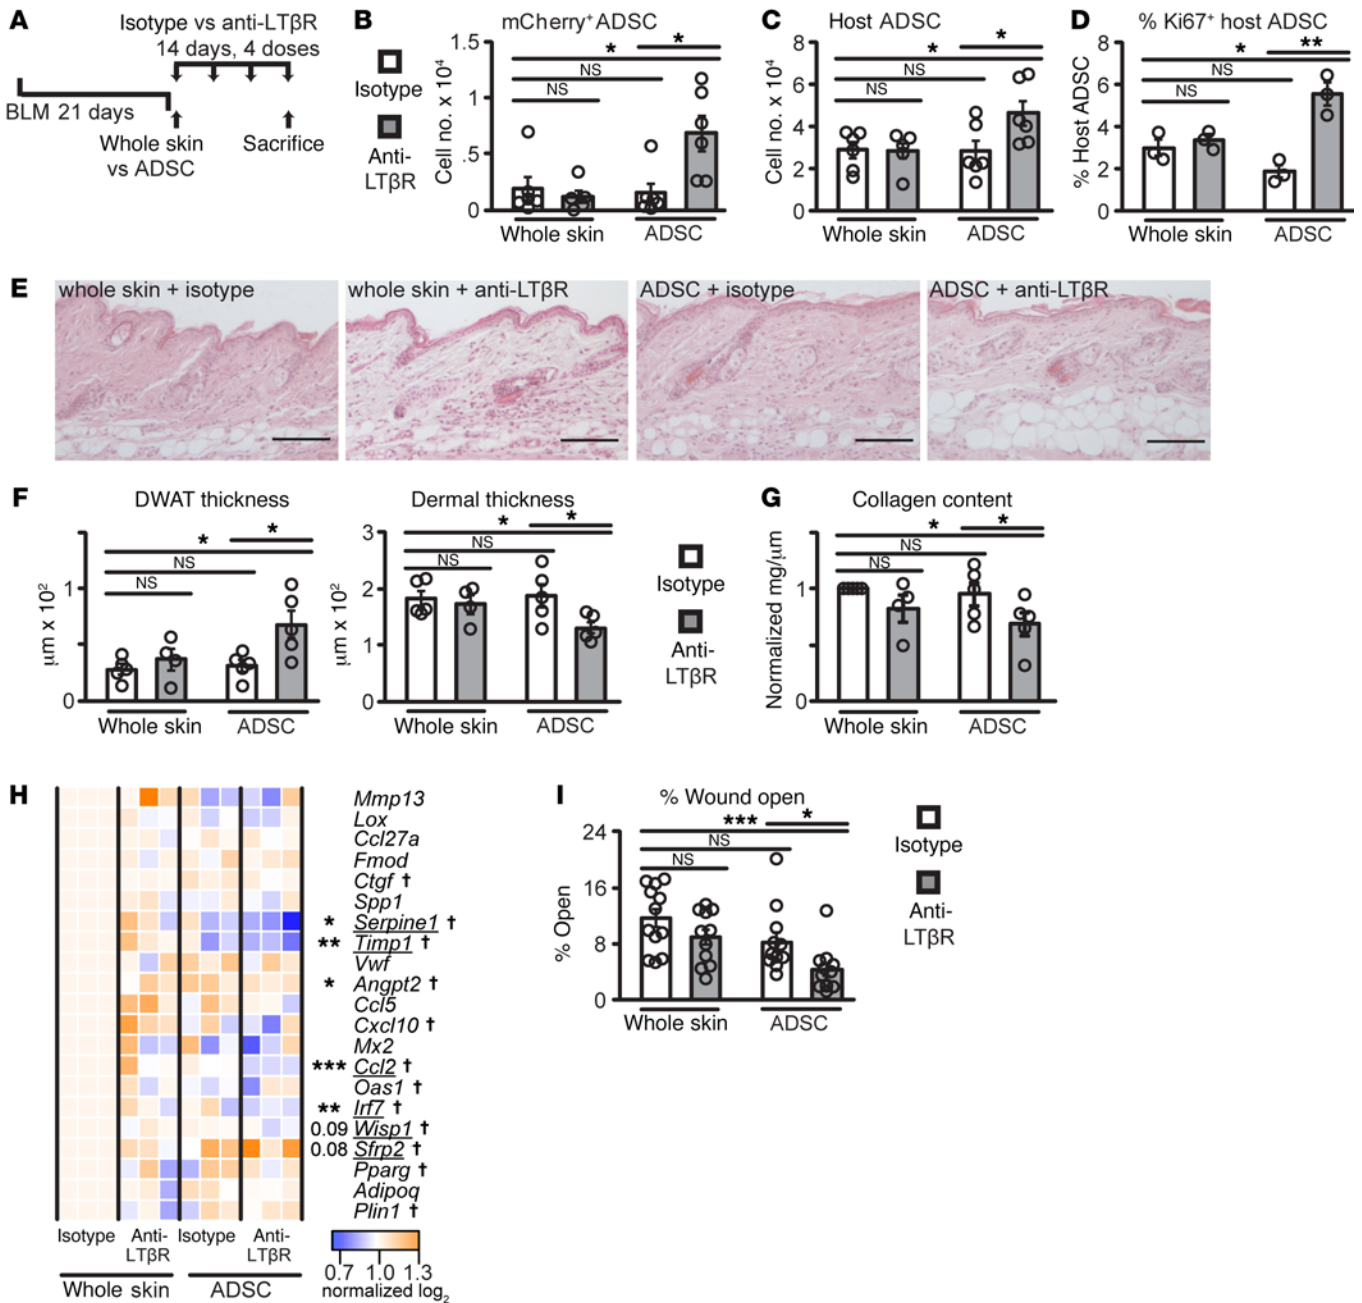 A
Isotype vs anti-LTβR
14 days, 4 doses
BLM 21 days
Whole skin
vs ADSC
Sacrifice
B
Isotype
Anti-
LTβR
mCherry+ADSC
Cell no. x 10⁴
1.5
1
.5
0
*
*
NS
NS
Whole skin
ADSC
C
Host ADSC
Cell no. x 10⁴
8
6
4
2
0
*
*
NS
NS
Whole skin
ADSC
D
% Ki67+ host ADSC
% Host ADSC
8
6
4
2
0
*
**
NS
NS
Whole skin
ADSC
E
whole skin + isotype
whole skin + anti-LTβR
ADSC + isotype
ADSC + anti-LTβR
F
DWAT thickness
μm x 10²
1
0
*
*
NS
NS
Whole skin
ADSC
Dermal thickness
μm x 10²
3
2
1
0
*
*
NS
NS
Whole skin
ADSC
Isotype
Anti-
LTβR
G
Collagen content
Normalized mg/μm
1
0
*
*
NS
NS
Whole skin
ADSC
H
Mmp13
Lox
Ccl27a
Fmod
Ctgf †
Spp1
* Serpine1 †
** Timp1 †
Vwf
* Angpt2 †
Ccl5
Cxcl10 †
Mx2
*** Ccl2 †
Oas1 †
** Irf7 †
0.09 Wisp1 †
0.08 Sfrp2 †
Pparg †
Adipoq
Plin1 †
Isotype
Anti-
LTβR
Isotype
Anti-
LTβR
Whole skin
ADSC
0.7 1.0 1.3
normalized log₂
I
% Wound open
% Open
24
16
8
0
***
*
NS
NS
Whole skin
ADSC
Isotype
Anti-
LTβR